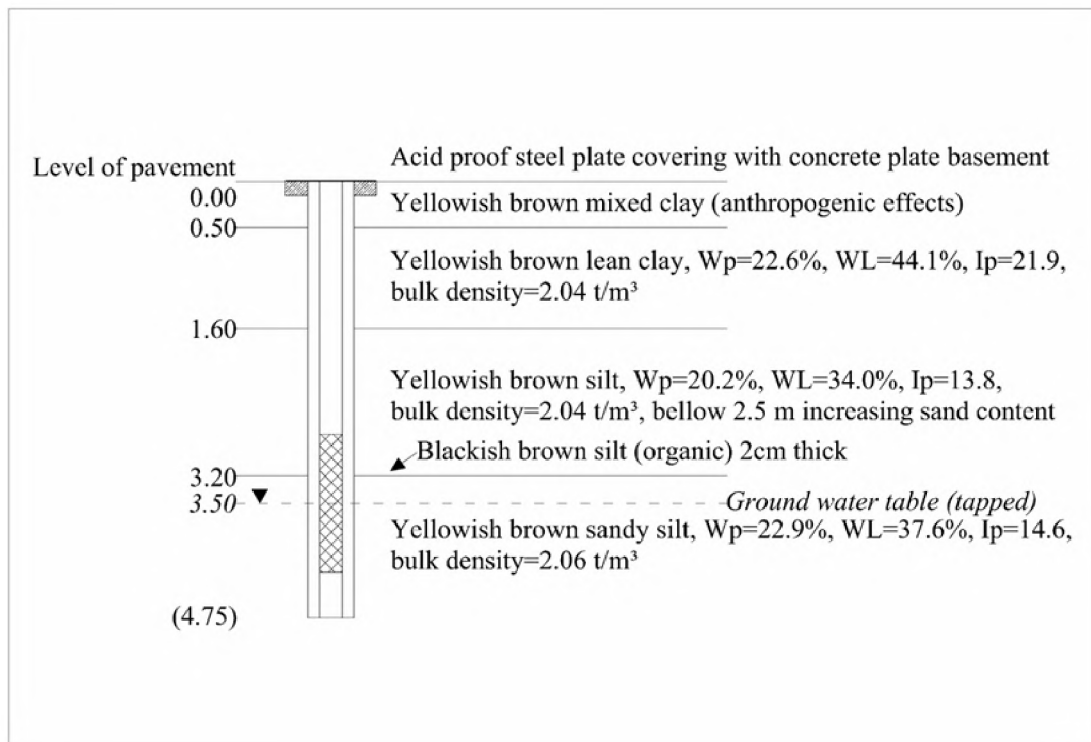 Acid proof steel plate covering with concrete plate basement
Level of pavement
0.00
Yellowish brown mixed clay (anthropogenic effects)
0.50
Yellowish brown lean clay, Wp=22.6%, WL=44.1%, Ip=21.9,
bulk density=2.04 t/m³
1.60
Yellowish brown silt, Wp=20.2%, WL=34.0%, Ip=13.8,
bulk density=2.04 t/m³, bellow 2.5 m increasing sand content
Blackish brown silt (organic) 2cm thick
3.20
3.50
Ground water table (tapped)
Yellowish brown sandy silt, Wp=22.9%, WL=37.6%, Ip=14.6,
bulk density=2.06 t/m³
(4.75)